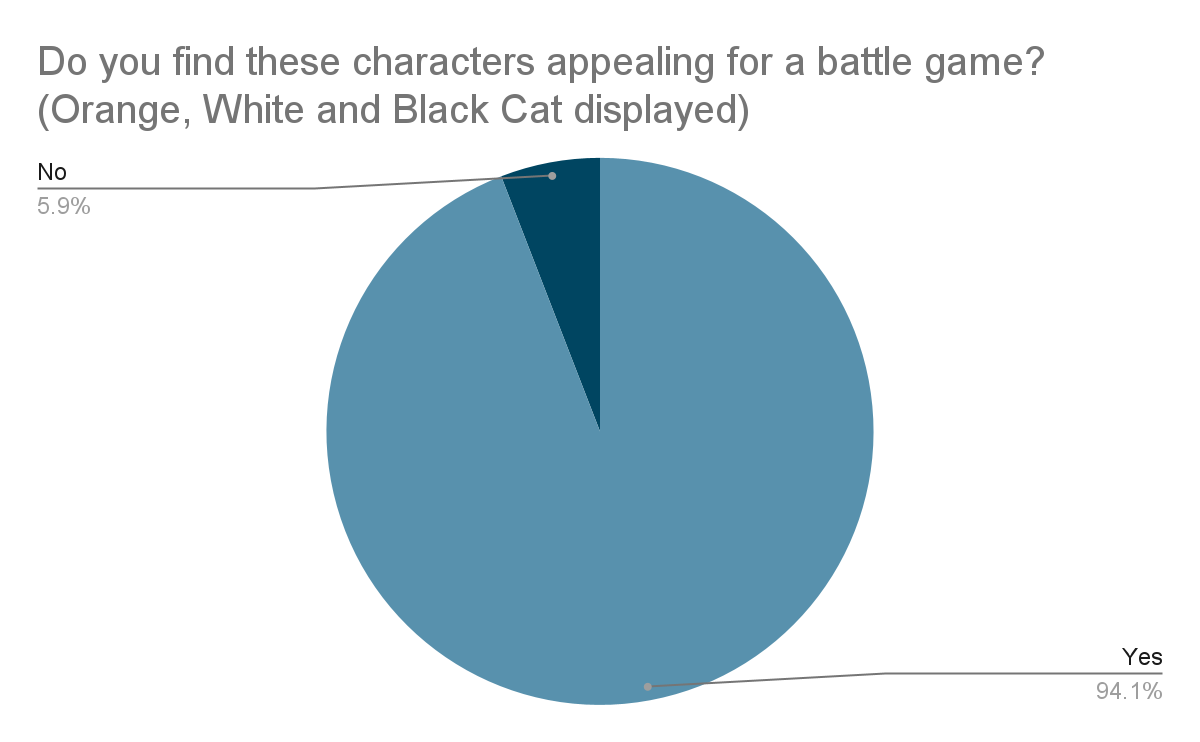 Do you find these characters appealing for a battle game?
(Orange, White and Black Cat displayed)
No
5.9%
Yes
94.1%